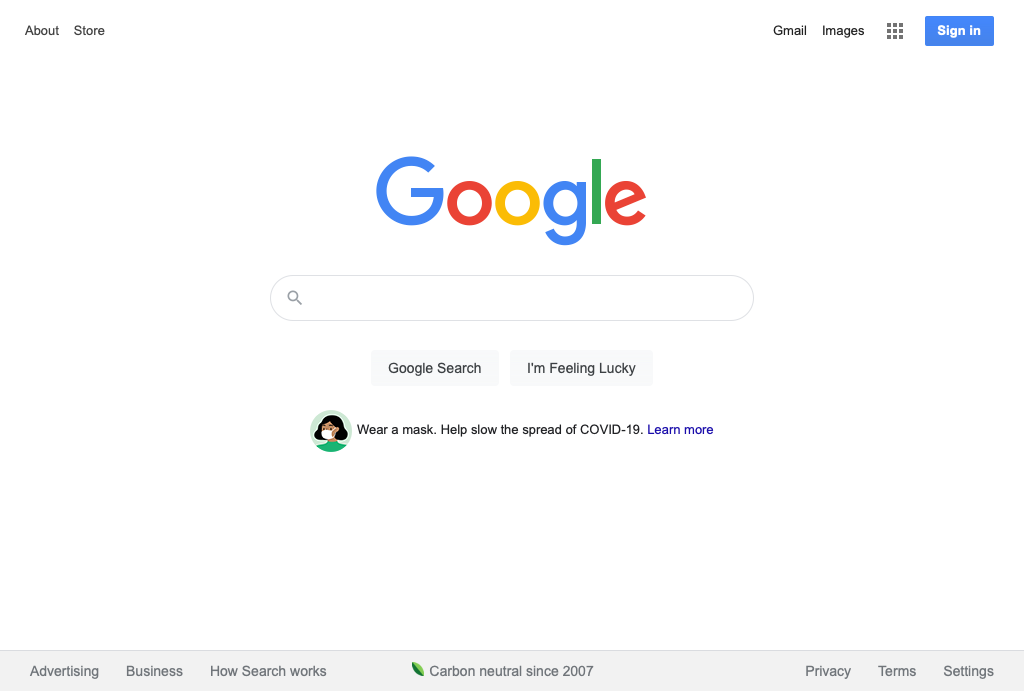 About Store Gmail Images Sign in
Google
Google Search I'm Feeling Lucky
Wear a mask. Help slow the spread of COVID-19. Learn more
Advertising Business How Search works Carbon neutral since 2007 Privacy Terms Settings